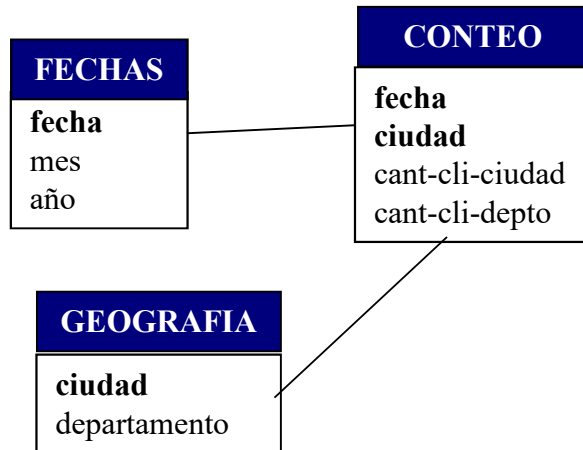 FECHAS
fecha
mes
año
CONTEO
fecha
ciudad
cant-cli-ciudad
cant-cli-depto
GEOGRAFIA
ciudad
departamento